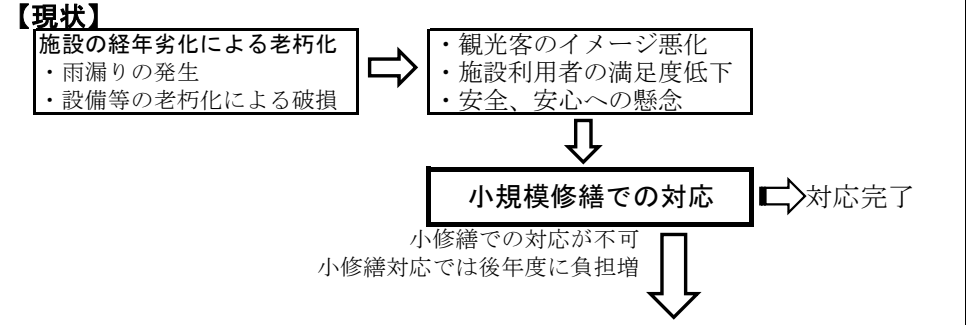 【現状】
施設の経年劣化による老朽化
・雨漏りの発生
・設備等の老朽化による破損
・観光客のイメージ悪化
・施設利用者の満足度低下
・安全、安心への懸念
小規模修繕での対応
対応完了
小修繕での対応が不可
小修繕対応では後年度に負担増